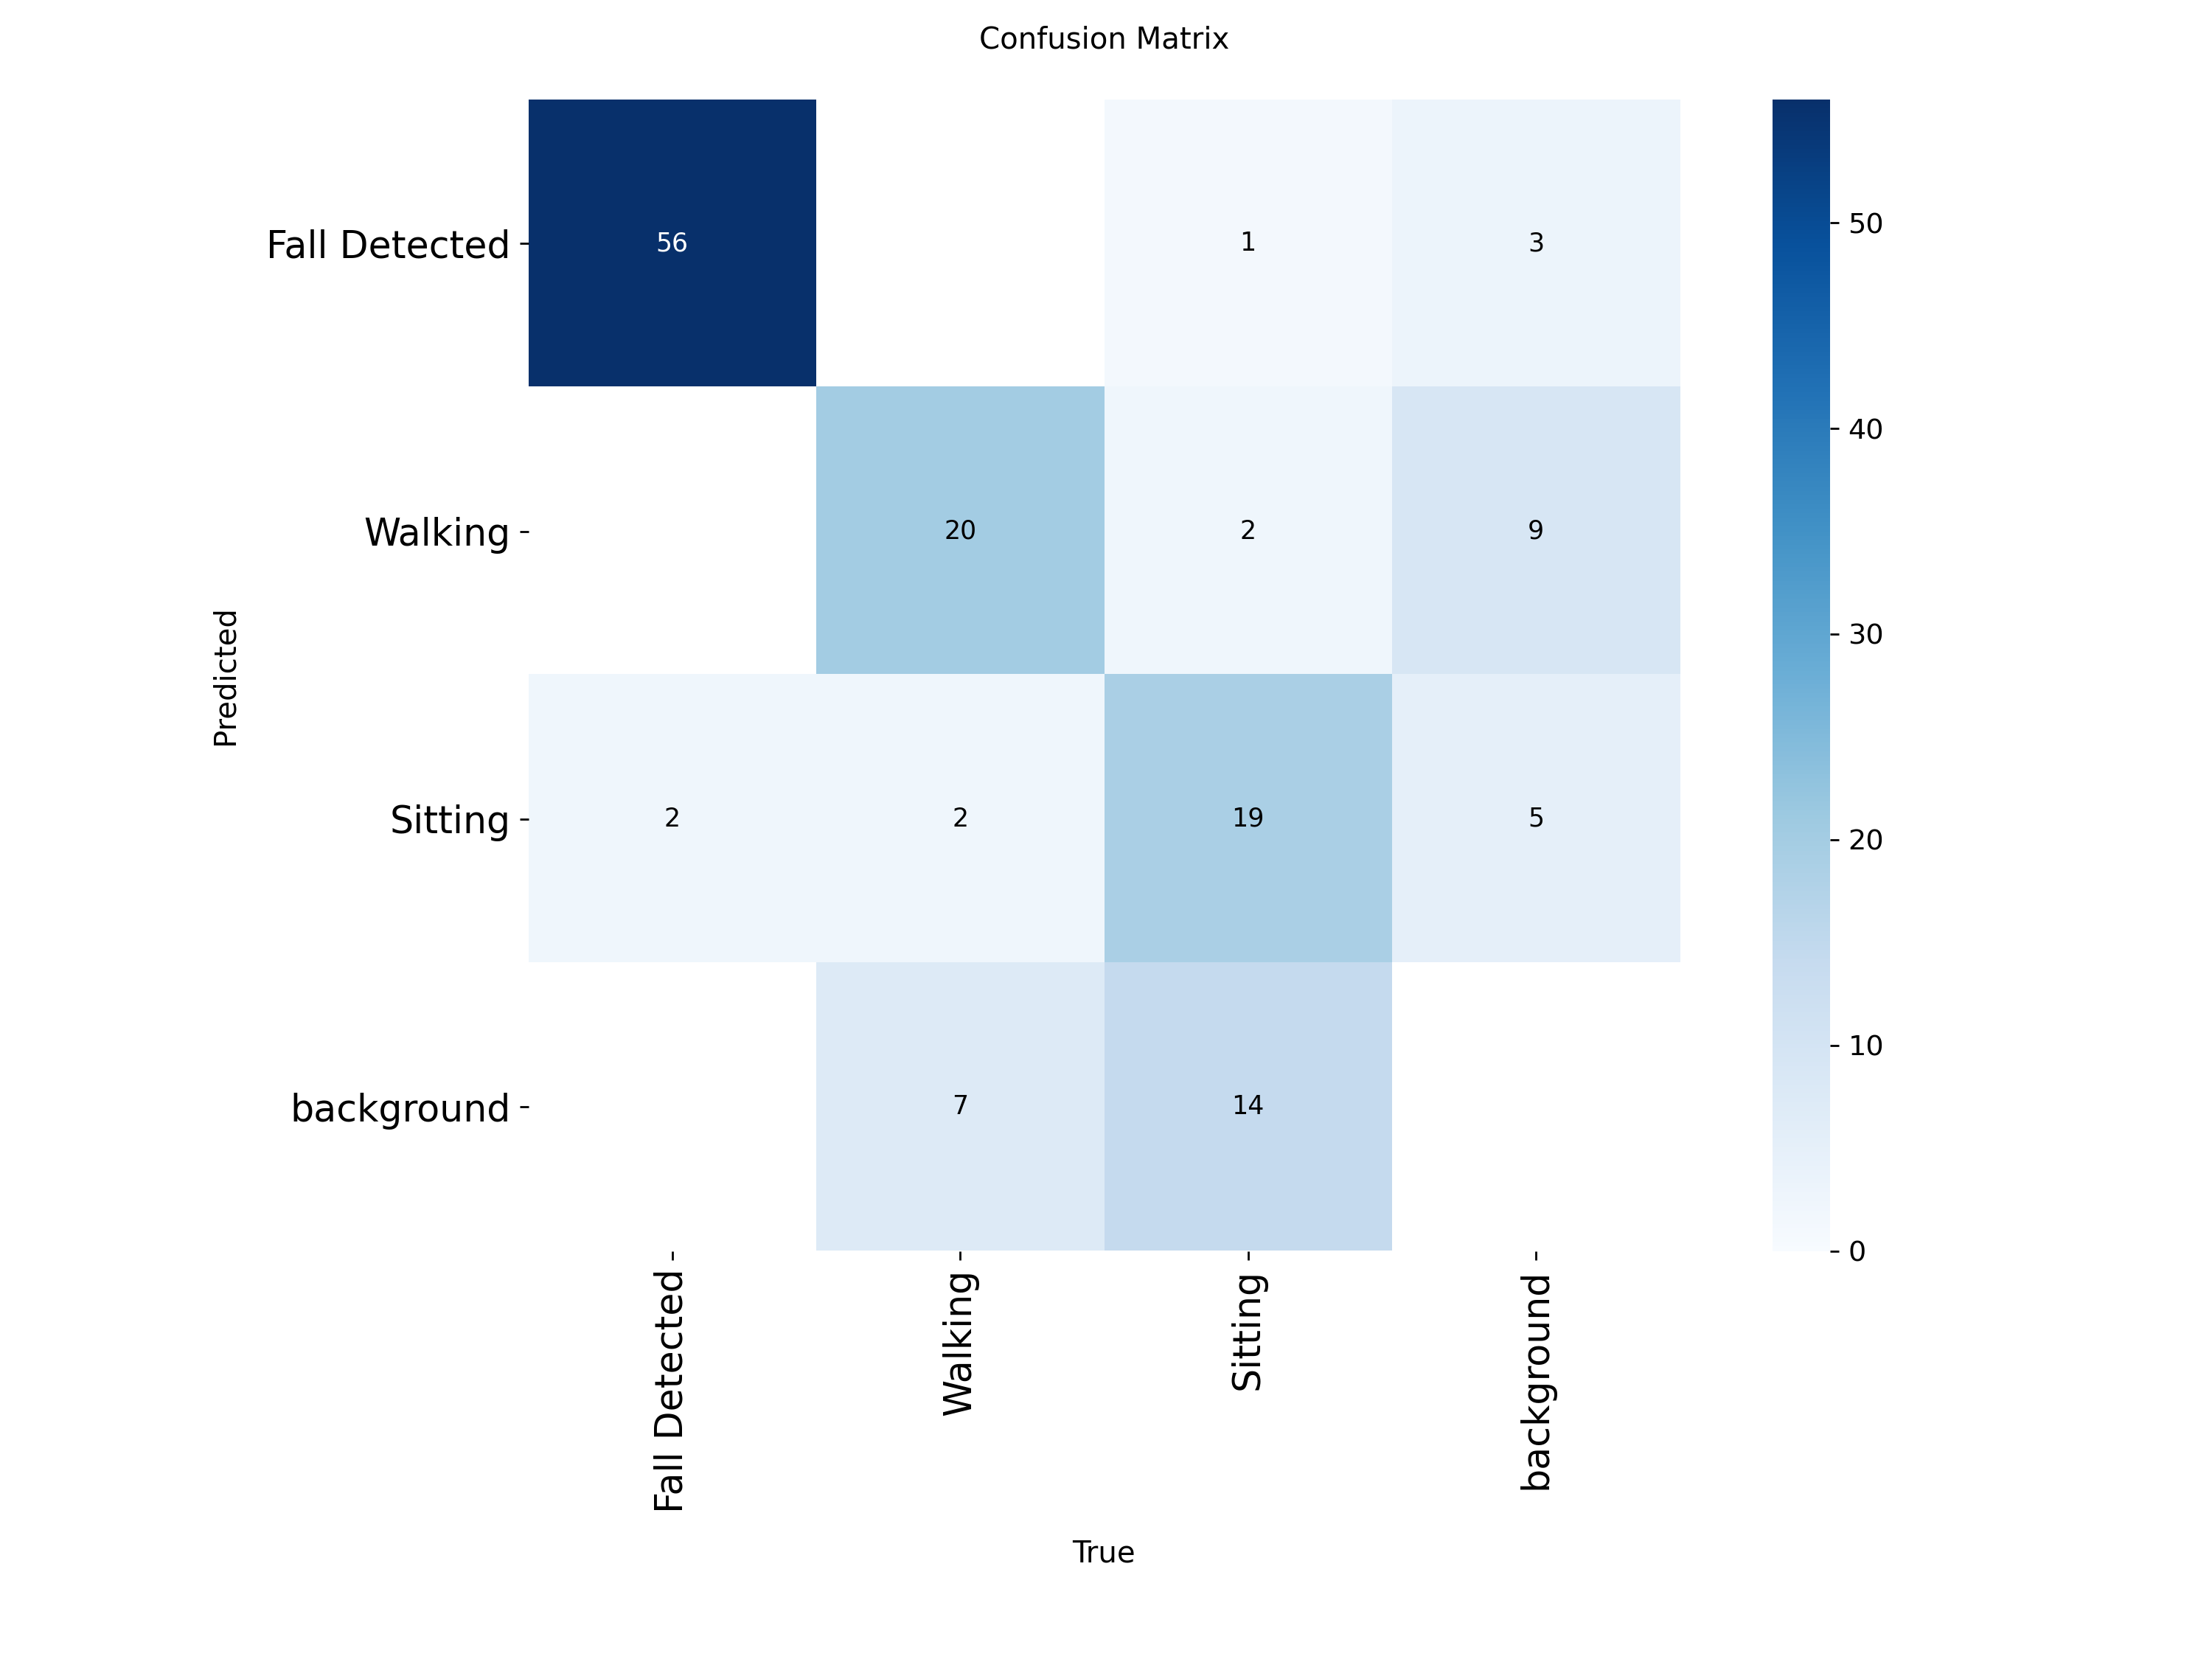 Confusion Matrix
Fall Detected
56
1
3
50
40
Walking
20
2
9
30
Predicted
Sitting
2
2
19
5
20
background
7
14
10
0
Fall Detected
Walking
Sitting
background
True